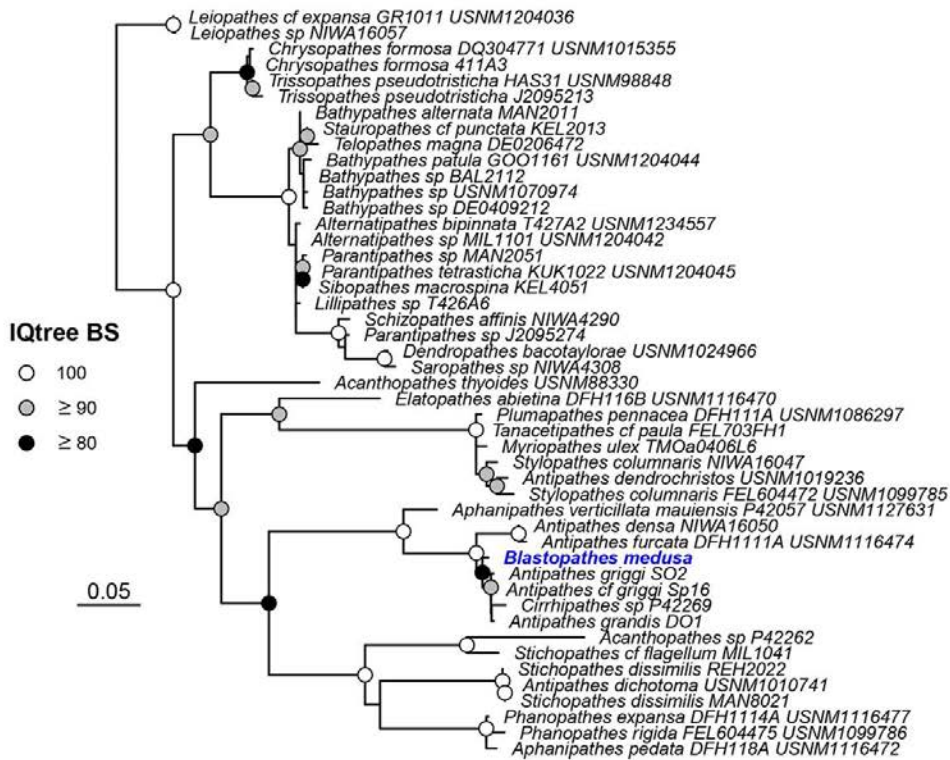 Leiopathes cf expansa GR1011 USNM1204036
Leiopathes sp NIWA16057
Chrysopathes formosa DQ304771 USNM1015355
Chrysopathes formosa 411A3
Trissopathes pseudotristicha HAS31 USNM98848
Trissopathes pseudotristicha J2095213
Bathypathes alternata MAN2011
Stauropathes cf punctata KEL2013
Telopathes magna DE0206472
Bathypathes patula GOO1161 USNM1204044
Bathypathes sp BAL2112
Bathypathes sp USNM1070974
Bathypathes sp DE0409212
Alternatipathes bipinnata T427A2 USNM1234557
Alternatipathes sp MIL1101 USNM1204042
Parantipathes sp MAN2051
Parantipathes tetrasticha KUK1022 USNM1204045
Sibopathes macrospina KEL4051
Lillipathes sp T426A6
Schizopathes affinis NIWA4290
Parantipathes sp J2095274
Dendropathes bacotaylorae USNM1024966
Saropathes sp NIWA4308
Acanthopathes thyoides USNM88330
Elatopathes abietina DFH116B USNM1116470
Plumapathes pennacea DFH111A USNM1086297
Tanacetipathes cf paula FEL703FH1
Myriopathes ulex TMOa0406L6
Stylopathes columnaris NIWA16047
Antipathes dendrochristos USNM1019236
Stylopathes columnaris FEL604472 USNM1099785
Aphanipathes verticillata mauiensis P42057 USNM1127631
Antipathes densa NIWA16050
Antipathes furcata DFH1111A USNM1116474
Blastopathes medusa
Antipathes griggi SO2
Antipathes cf griggi Sp16
Cirrhipathes sp P42269
Antipathes grandis DO1
Acanthopathes sp P42262
Stichopathes cf flagellum MIL1041
Stichopathes dissimilis REH2022
Antipathes dichotoma USNM1010741
Stichopathes dissimilis MAN8021
Phanopathes expansa DFH1114A USNM1116477
Phanopathes rigida FEL604475 USNM1099786
Aphanipathes pedata DFH118A USNM1116472
IQtree BS
100
≥ 90
≥ 80
0.05